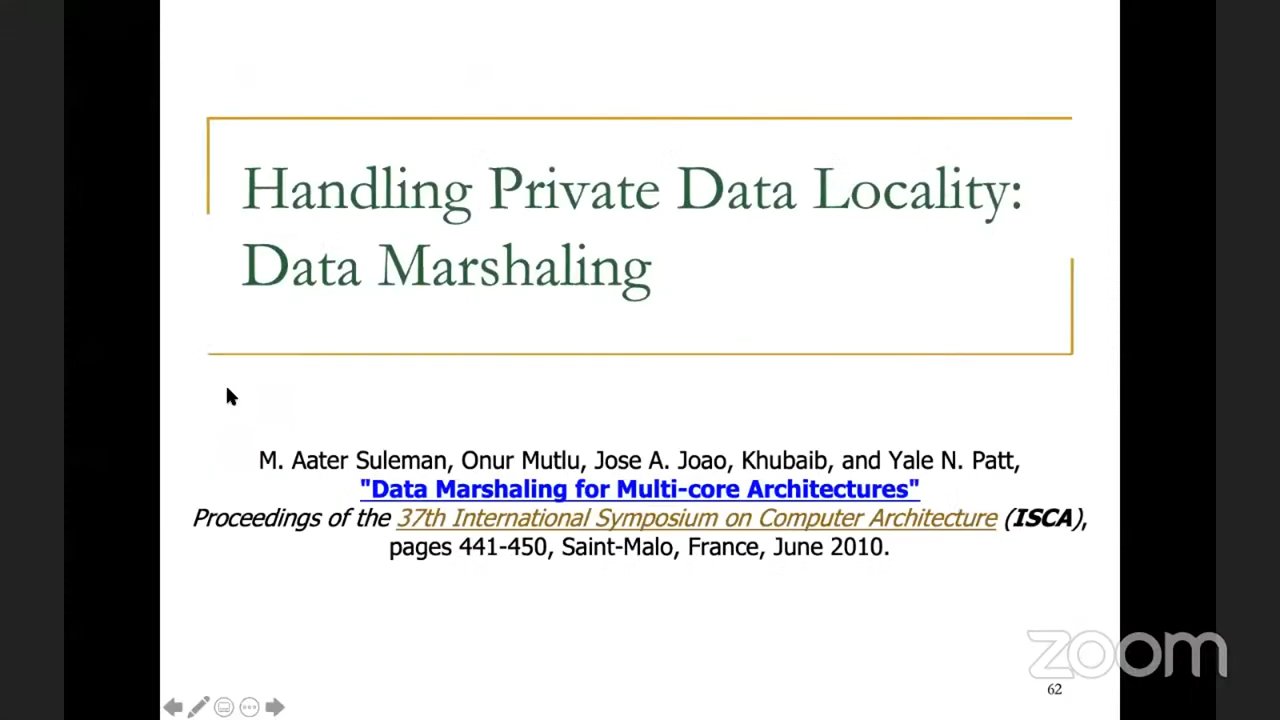 Handling Private Data Locality:
Data Marshaling
M. Aater Suleman, Onur Mutlu, Jose A. Joao, Khubaib, and Yale N. Patt,
"Data Marshaling for Multi-core Architectures"
Proceedings of the 37th International Symposium on Computer Architecture (ISCA),
pages 441-450, Saint-Malo, France, June 2010.
zoom
62